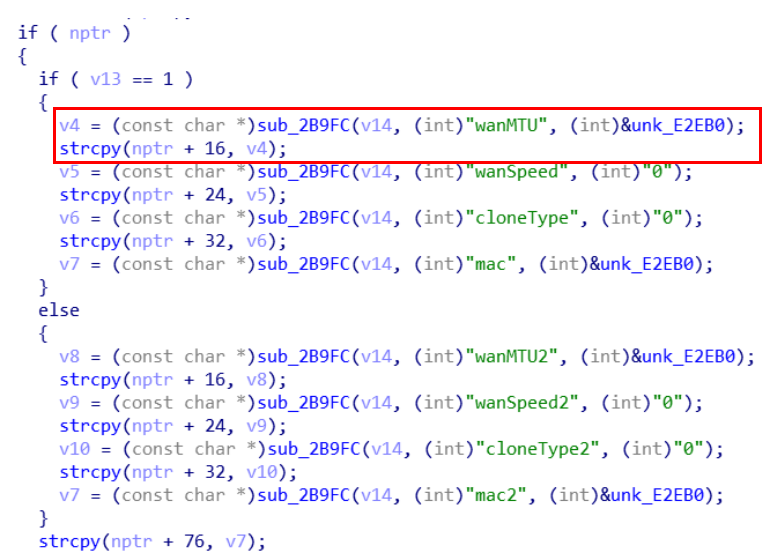 if ( nptr )
{
  if ( v13 == 1 )
  {
    v4 = (const char *)sub_2B9FC(v14, (int)"wanMTU", (int)&unk_E2EB0);
    strcpy(nptr + 16, v4);
    v5 = (const char *)sub_2B9FC(v14, (int)"wanSpeed", (int)"0");
    strcpy(nptr + 24, v5);
    v6 = (const char *)sub_2B9FC(v14, (int)"cloneType", (int)"0");
    strcpy(nptr + 32, v6);
    v7 = (const char *)sub_2B9FC(v14, (int)"mac", (int)&unk_E2EB0);
  }
  else
  {
    v8 = (const char *)sub_2B9FC(v14, (int)"wanMTU2", (int)&unk_E2EB0);
    strcpy(nptr + 16, v8);
    v9 = (const char *)sub_2B9FC(v14, (int)"wanSpeed2", (int)"0");
    strcpy(nptr + 24, v9);
    v10 = (const char *)sub_2B9FC(v14, (int)"cloneType2", (int)"0");
    strcpy(nptr + 32, v10);
    v7 = (const char *)sub_2B9FC(v14, (int)"mac2", (int)&unk_E2EB0);
  }
  strcpy(nptr + 76, v7);